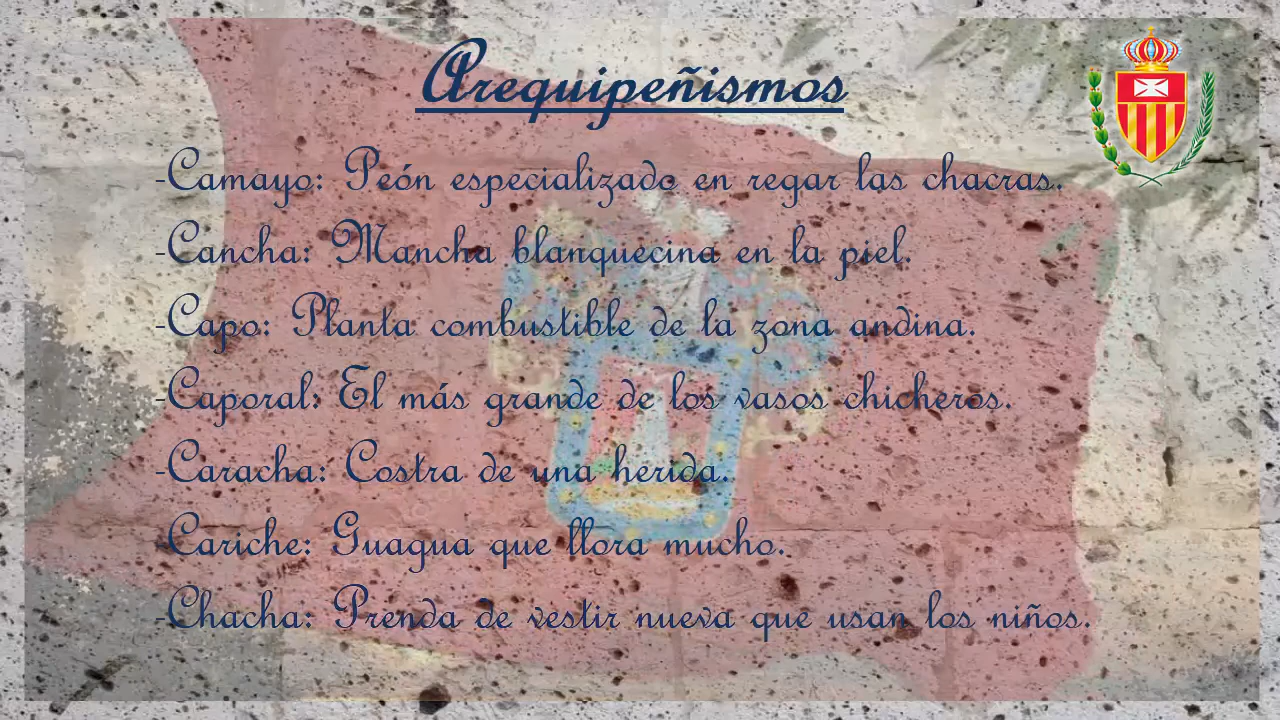 Arequipeñismos
-Camayo: Peón especializado en regar las chacras.
-Cancha: Mancha blanquecina en la piel.
-Capo: Planta combustible de la zona andina.
-Caporal: El más grande de los vasos chicheros.
-Caracha: Costra de una herida.
-Cariche: Guagua que llora mucho.
-Chacha: Prenda de vestir nueva que usan los niños.